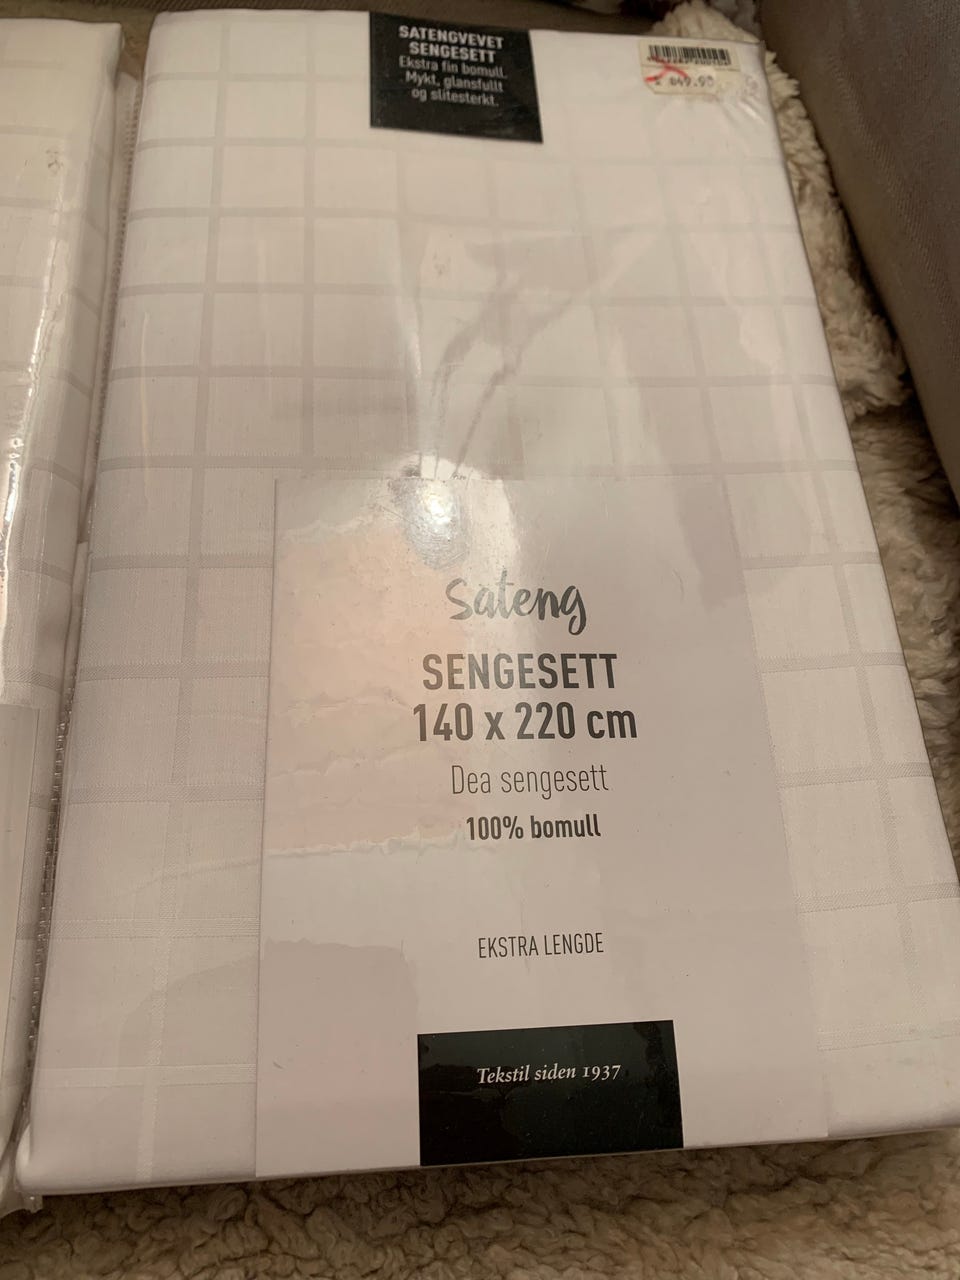 SATENGVEVET
SENGESETT
Ekstra fin bomull.
Mykt, glansfullt
og slitesterkt.
Sateng
SENGESETT
140 x 220 cm
Dea sengesett
100% bomull
EKSTRA LENGDE
Tekstil siden 1937